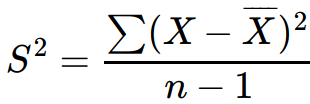 S² = ∑(X − X̅)² / (n − 1)